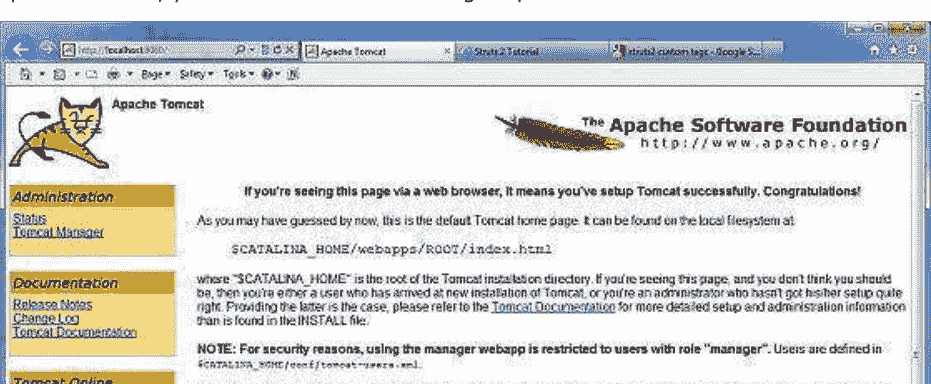 http://localhost:8080/
Apache Tomcat
Struts 2 Tutorial
struts2 custom tags - Google S...
Page Safety Tools
Apache Tomcat
The Apache Software Foundation
http://www.apache.org/
Administration
Status
Tomcat Manager
Documentation
Release Notes
Change Log
Tomcat Documentation
Tomcat Online
If you're seeing this page via a web browser, it means you've setup Tomcat successfully. Congratulations!
As you may have guessed by now, this is the default Tomcat home page. It can be found on the local filesystem at:
$CATALINA_HOME/webapps/ROOT/index.html
where "$CATALINA_HOME" is the root of the Tomcat installation directory. If you're seeing this page, and you don't think you should
be, then you're either a user who has arrived at new installation of Tomcat, or you're an administrator who hasn't got his/her setup quite
right. Providing the latter is the case, please refer to the Tomcat Documentation for more detailed setup and administration information
than is found in the INSTALL file.
NOTE: For security reasons, using the manager webapp is restricted to users with role "manager". Users are defined in
$CATALINA_HOME/conf/tomcat-users.xml.